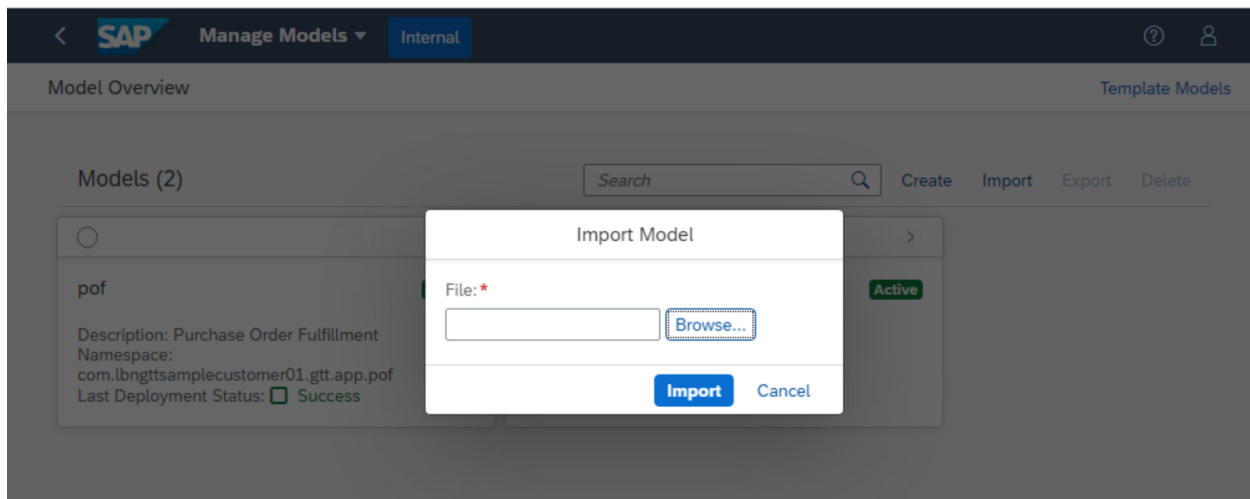 SAP Manage Models Internal
Model Overview Template Models
Models (2) Search Create Import Export Delete
Import Model
pof Active
File: *
Browse...
Description: Purchase Order Fulfillment
Namespace:
com.lbngttsamplecustomer01.gtt.app.pof
Last Deployment Status: Success
Import Cancel